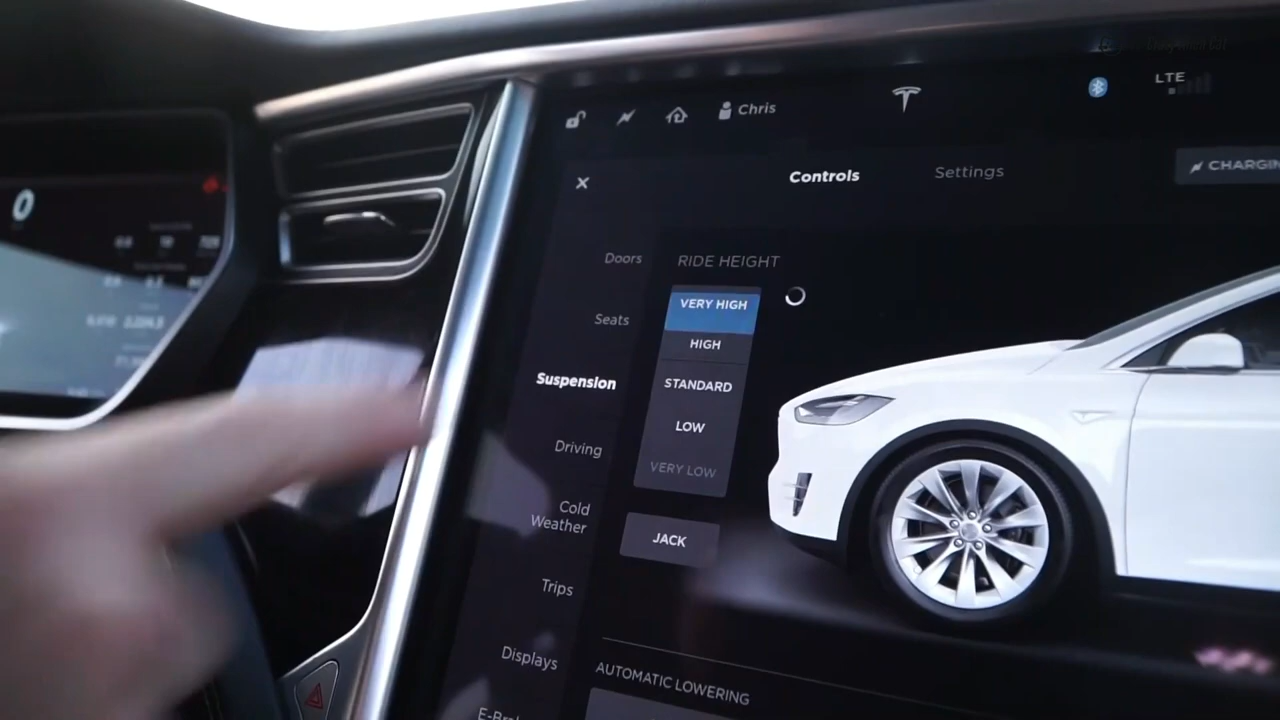 Chris
LTE
Controls
Settings
CHARGIN
Doors
RIDE HEIGHT
VERY HIGH
HIGH
STANDARD
LOW
VERY LOW
JACK
Seats
Suspension
Driving
Cold
Weather
Trips
Displays
AUTOMATIC LOWERING
0